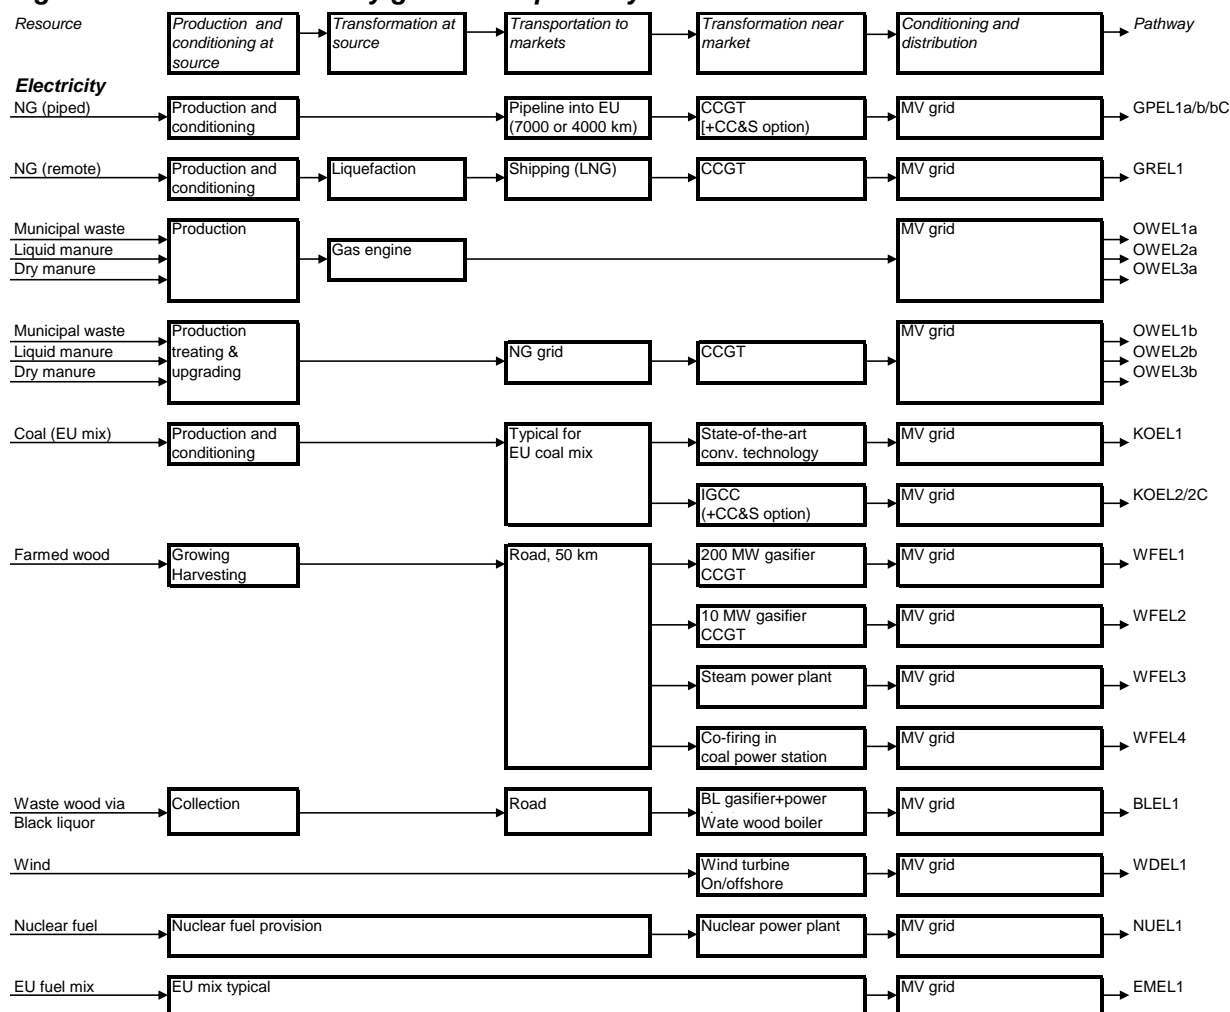 Resource
Production and
conditioning at
source
Transformation at
source
Transportation to
markets
Transformation near
market
Conditioning and
distribution
Pathway
Electricity
NG (piped)
Production and
conditioning
Pipeline into EU
(7000 or 4000 km)
CCGT
[+CC&S option)
MV grid
GPEL1a/b/bC
NG (remote)
Production and
conditioning
Liquefaction
Shipping (LNG)
CCGT
MV grid
GREL1
Municipal waste
Liquid manure
Dry manure
Production
Gas engine
MV grid
OWEL1a
OWEL2a
OWEL3a
Municipal waste
Liquid manure
Dry manure
Production
treating &
upgrading
NG grid
CCGT
MV grid
OWEL1b
OWEL2b
OWEL3b
Coal (EU mix)
Production and
conditioning
Typical for
EU coal mix
State-of-the-art
conv. technology
MV grid
KOEL1
IGCC
(+CC&S option)
MV grid
KOEL2/2C
Farmed wood
Growing
Harvesting
Road, 50 km
200 MW gasifier
CCGT
MV grid
WFEL1
10 MW gasifier
CCGT
MV grid
WFEL2
Steam power plant
MV grid
WFEL3
Co-firing in
coal power station
MV grid
WFEL4
Waste wood via
Black liquor
Collection
Road
BL gasifier+power
Wate wood boiler
MV grid
BLEL1
Wind
Wind turbine
On/offshore
MV grid
WDEL1
Nuclear fuel
Nuclear fuel provision
Nuclear power plant
MV grid
NUEL1
EU fuel mix
EU mix typical
MV grid
EMEL1